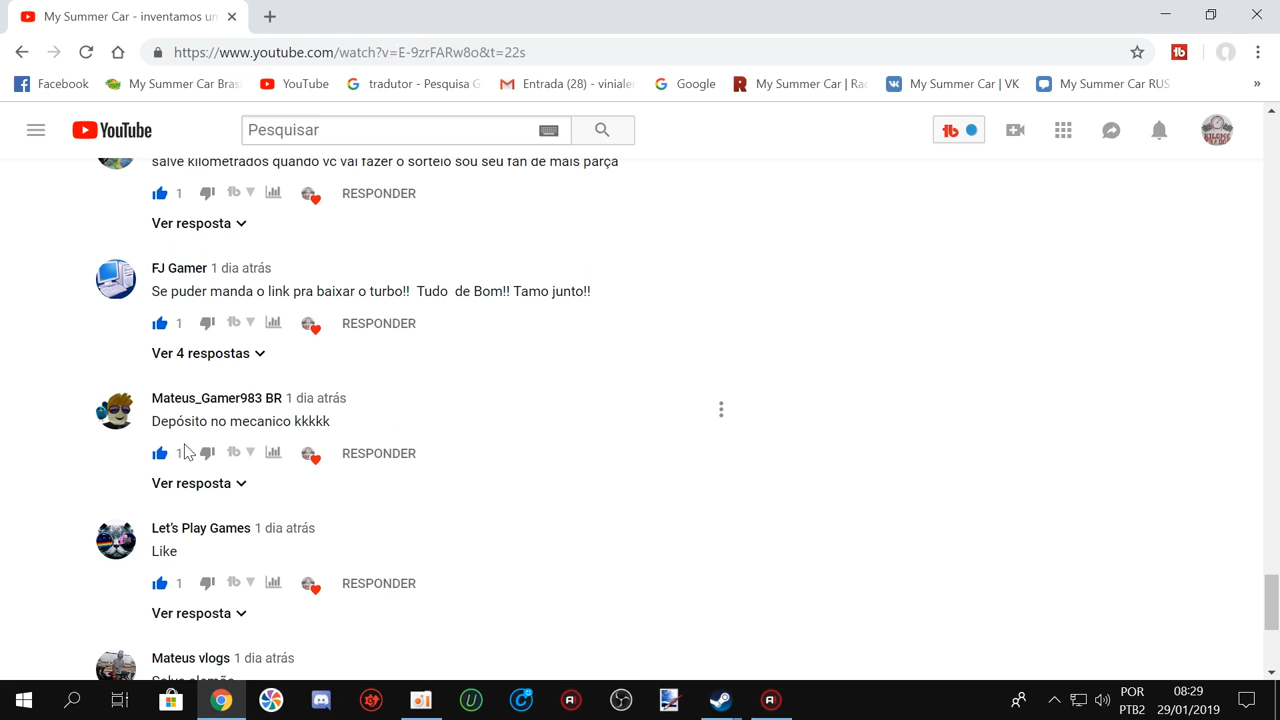 My Summer Car - inventamos um
https://www.youtube.com/watch?v=E-9zrFARw8o&t=22s
Facebook My Summer Car Bras YouTube tradutor - Pesquisa G Entrada (28) - viniale Google My Summer Car | Rac My Summer Car | VK My Summer Car RUS »
YouTube Pesquisar
salve kilometrados quando vc vai fazer o sorteio sou seu fan de mais parça
1 RESPONDER
Ver resposta
FJ Gamer 1 dia atrás
Se puder manda o link pra baixar o turbo!! Tudo de Bom!! Tamo junto!!
1 RESPONDER
Ver 4 respostas
Mateus_Gamer983 BR 1 dia atrás
Depósito no mecanico kkkkk
1 RESPONDER
Ver resposta
Let's Play Games 1 dia atrás
Like
1 RESPONDER
Ver resposta
Mateus vlogs 1 dia atrás
Salve alemão
POR 08:29
PTB2 29/01/2019